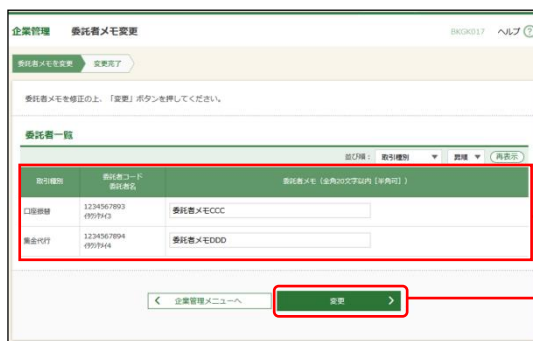 企業管理 委託者メモ変更 BKGK017 ヘルプ ?
委託者メモを変更 変更完了
委託者メモを修正の上、「変更」ボタンを押してください。
委託者一覧
並び順： 取引種別 ▼ 昇順 ▼ 再表示
取引種別 委託者コード 委託者メモ（全角20文字以内［半角可］）
委託者名
口座振替 1234567893 委託者メモCCC
集金代行 1234567894 委託者メモDDD
企業管理メニューへ 変更